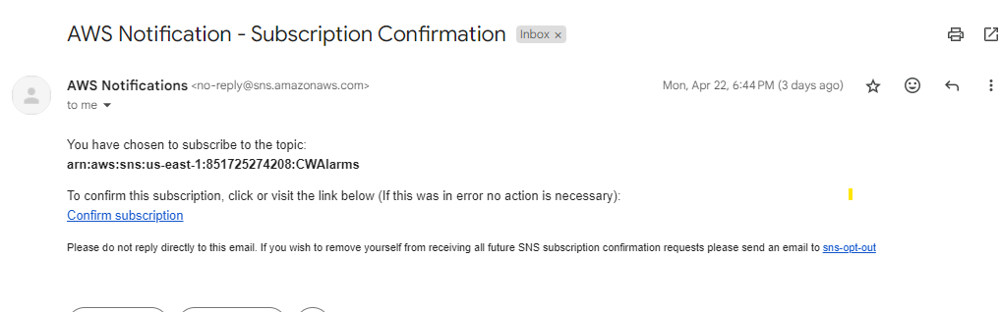 AWS Notification - Subscription Confirmation Inbox ×
AWS Notifications <no-reply@sns.amazonaws.com> Mon, Apr 22, 6:44 PM (3 days ago)
to me
You have chosen to subscribe to the topic:
arn:aws:sns:us-east-1:851725274208:CWAlarms
To confirm this subscription, click or visit the link below (If this was in error no action is necessary):
Confirm subscription
Please do not reply directly to this email. If you wish to remove yourself from receiving all future SNS subscription confirmation requests please send an email to sns-opt-out